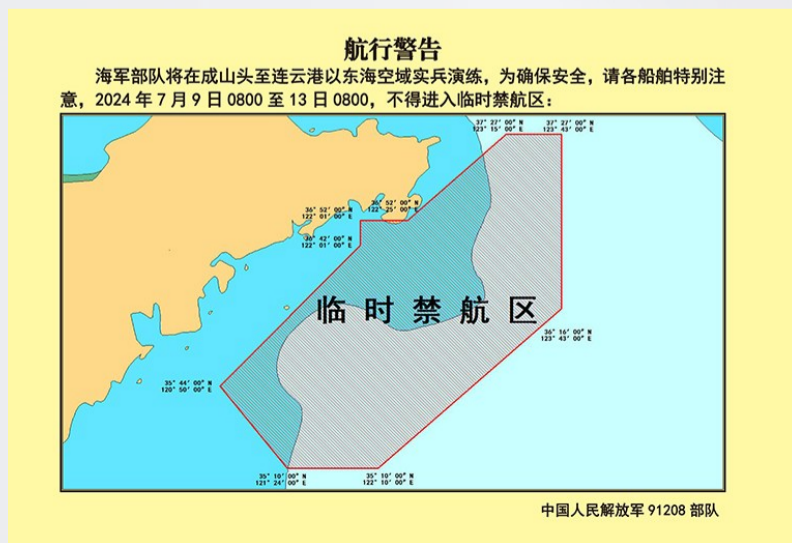 航行警告
海军部队将在成山头至连云港以东海空域实兵演练，为确保安全，请各船舶特别注
意，2024年7月9日0800至13日0800，不得进入临时禁航区：
37° 27′ 00″ N
123° 15′ 00″ E
37° 27′ 00″ N
123° 43′ 00″ E
36° 52′ 00″ N
122° 01′ 00″ E
36° 52′ 00″ N
122° 25′ 00″ E
36° 42′ 00″ N
122° 01′ 00″ E
临时禁航区
36° 16′ 00″ N
123° 43′ 00″ E
35° 44′ 00″ N
120° 50′ 00″ E
35° 10′ 00″ N
121° 24′ 00″ E
35° 10′ 00″ N
122° 10′ 00″ E
中国人民解放军91208部队